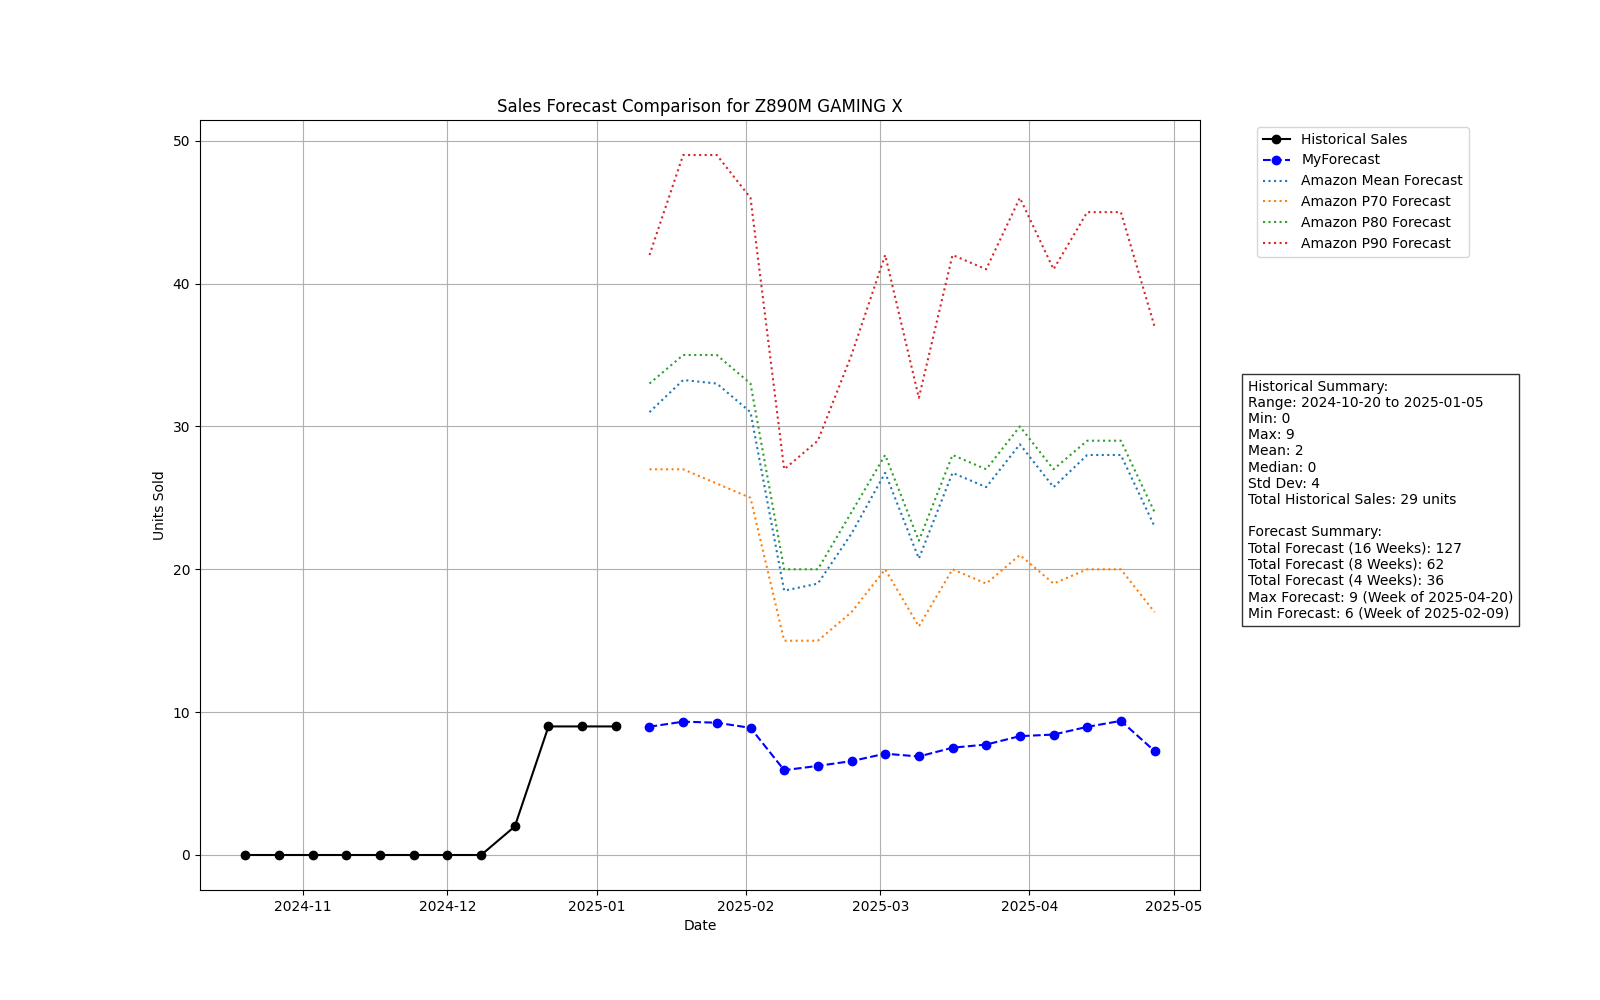 Sales Forecast Comparison for Z890M GAMING X
Units Sold
50
40
30
20
10
0
2024-11
2024-12
2025-01
2025-02
2025-03
2025-04
2025-05
Date
Historical Sales
MyForecast
Amazon Mean Forecast
Amazon P70 Forecast
Amazon P80 Forecast
Amazon P90 Forecast
Historical Summary:
Range: 2024-10-20 to 2025-01-05
Min: 0
Max: 9
Mean: 2
Median: 0
Std Dev: 4
Total Historical Sales: 29 units
Forecast Summary:
Total Forecast (16 Weeks): 127
Total Forecast (8 Weeks): 62
Total Forecast (4 Weeks): 36
Max Forecast: 9 (Week of 2025-04-20)
Min Forecast: 6 (Week of 2025-02-09)